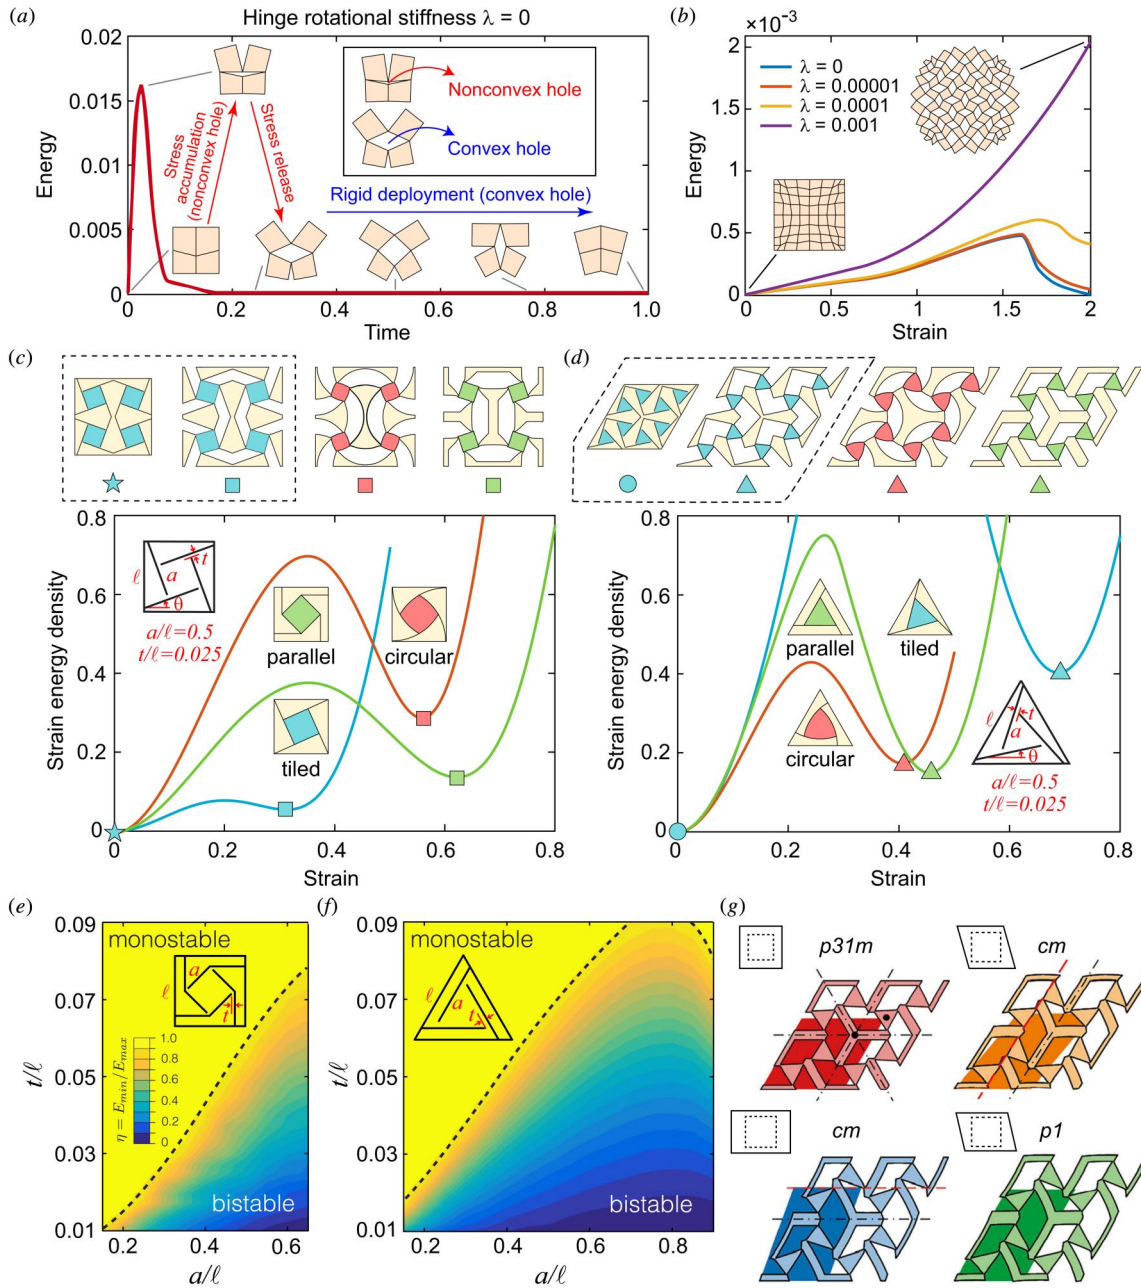 (a)
Hinge rotational stiffness λ = 0
0.02
0.015
0.01
0.005
0
Energy
Stress
accumulation
(nonconvex hole)
Stress release
Nonconvex hole
Convex hole
Rigid deployment (convex hole)
0
0.2
0.4
0.6
0.8
1.0
Time
(b)
×10⁻³
2
1.5
1
0.5
0
Energy
λ = 0
λ = 0.00001
λ = 0.0001
λ = 0.001
0
0.5
1
1.5
2
Strain
(c)
0.8
0.6
0.4
0.2
0
Strain energy density
ℓ
a
t
θ
a/ℓ=0.5
t/ℓ=0.025
parallel
circular
tiled
0
0.2
0.4
0.6
0.8
Strain
(d)
0.8
0.6
0.4
0.2
0
Strain energy density
parallel
tiled
circular
ℓ
a
t
θ
a/ℓ=0.5
t/ℓ=0.025
0
0.2
0.4
0.6
0.8
Strain
(e)
0.09
0.07
0.05
0.03
0.01
t/ℓ
monostable
a
ℓ
t
η = Emin/Emax
1.0
0.8
0.6
0.4
0.2
0
bistable
0.2
0.4
0.6
a/ℓ
(f)
0.09
0.07
0.05
0.03
0.01
t/ℓ
monostable
ℓ
a
t
bistable
0.2
0.4
0.6
0.8
a/ℓ
(g)
p31m
cm
cm
p1